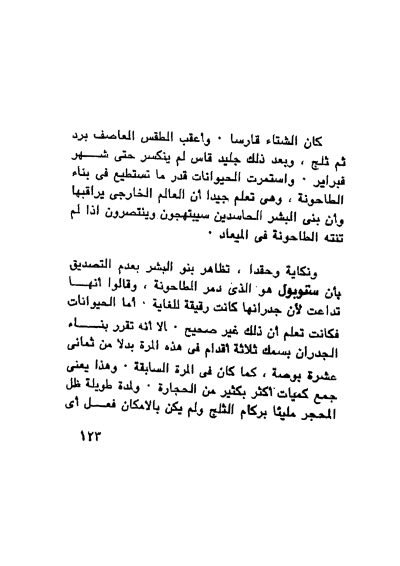 كان الشتاء قارسا ٠ وأعقب الطقس العاصف برد
ثم ثلج ، وبعد ذلك جليد قاس لم ينكسر حتى شهر
فبراير ٠ واستمرت الحيوانات قدر ما تستطيع فى بناء
الطاحونة ، وهى تعلم جيدا أن العالم الخارجى يراقبها
وأن بنى البشر الحاسدين سيبتهجون وينتصرون اذا لم
تنته الطاحونة فى الميعاد ٠
ونكاية وحقدا ، تظاهر بنو البشر بعدم التصديق
بأن سنوبول هو الذى دمر الطاحونة ، وقالوا أنها
تداعت لأن جدرانها كانت رقيقة للغاية ٠ أما الحيوانات
فكانت تعلم أن ذلك غير صحيح ٠ الا أنه تقرر بناء
الجدران بسمك ثلاثة أقدام فى هذه المرة بدلا من ثمانى
عشرة بوصة ، كما كان فى المرة السابقة ٠ وهذا يعنى
جمع كميات أكثر بكثير من الحجارة ٠ ولمدة طويلة ظل
المحجر مليئا بركام الثلج ولم يكن بالامكان فعل أى
١٢٣